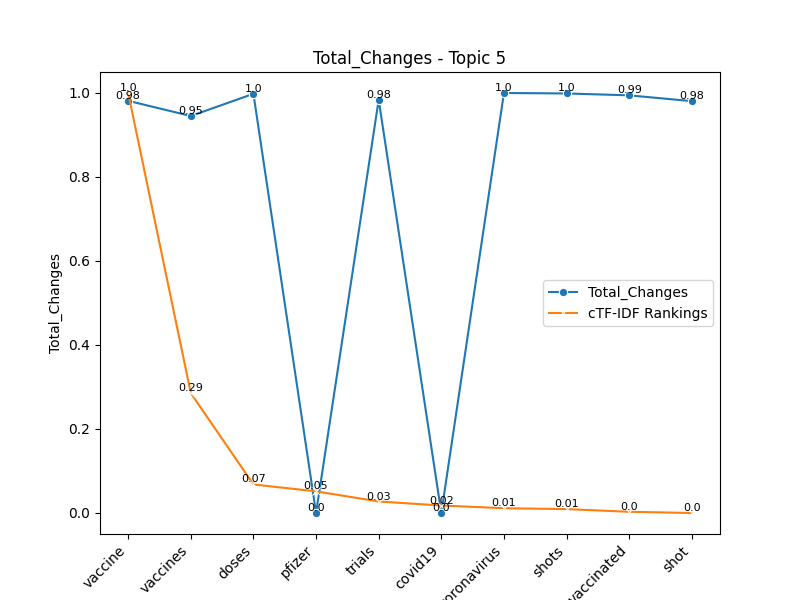 Total_Changes - Topic 5
1.0
0.98
0.95
1.0
0.98
1.0
1.0
0.99
0.98
0.29
0.07
0.05
0.0
0.03
0.02
0.0
0.01
0.01
0.0
0.0
1.0
0.8
0.6
0.4
0.2
0.0
Total_Changes
Total_Changes
cTF-IDF Rankings
vaccine
vaccines
doses
pfizer
trials
covid19
oronavirus
shots
vaccinated
shot